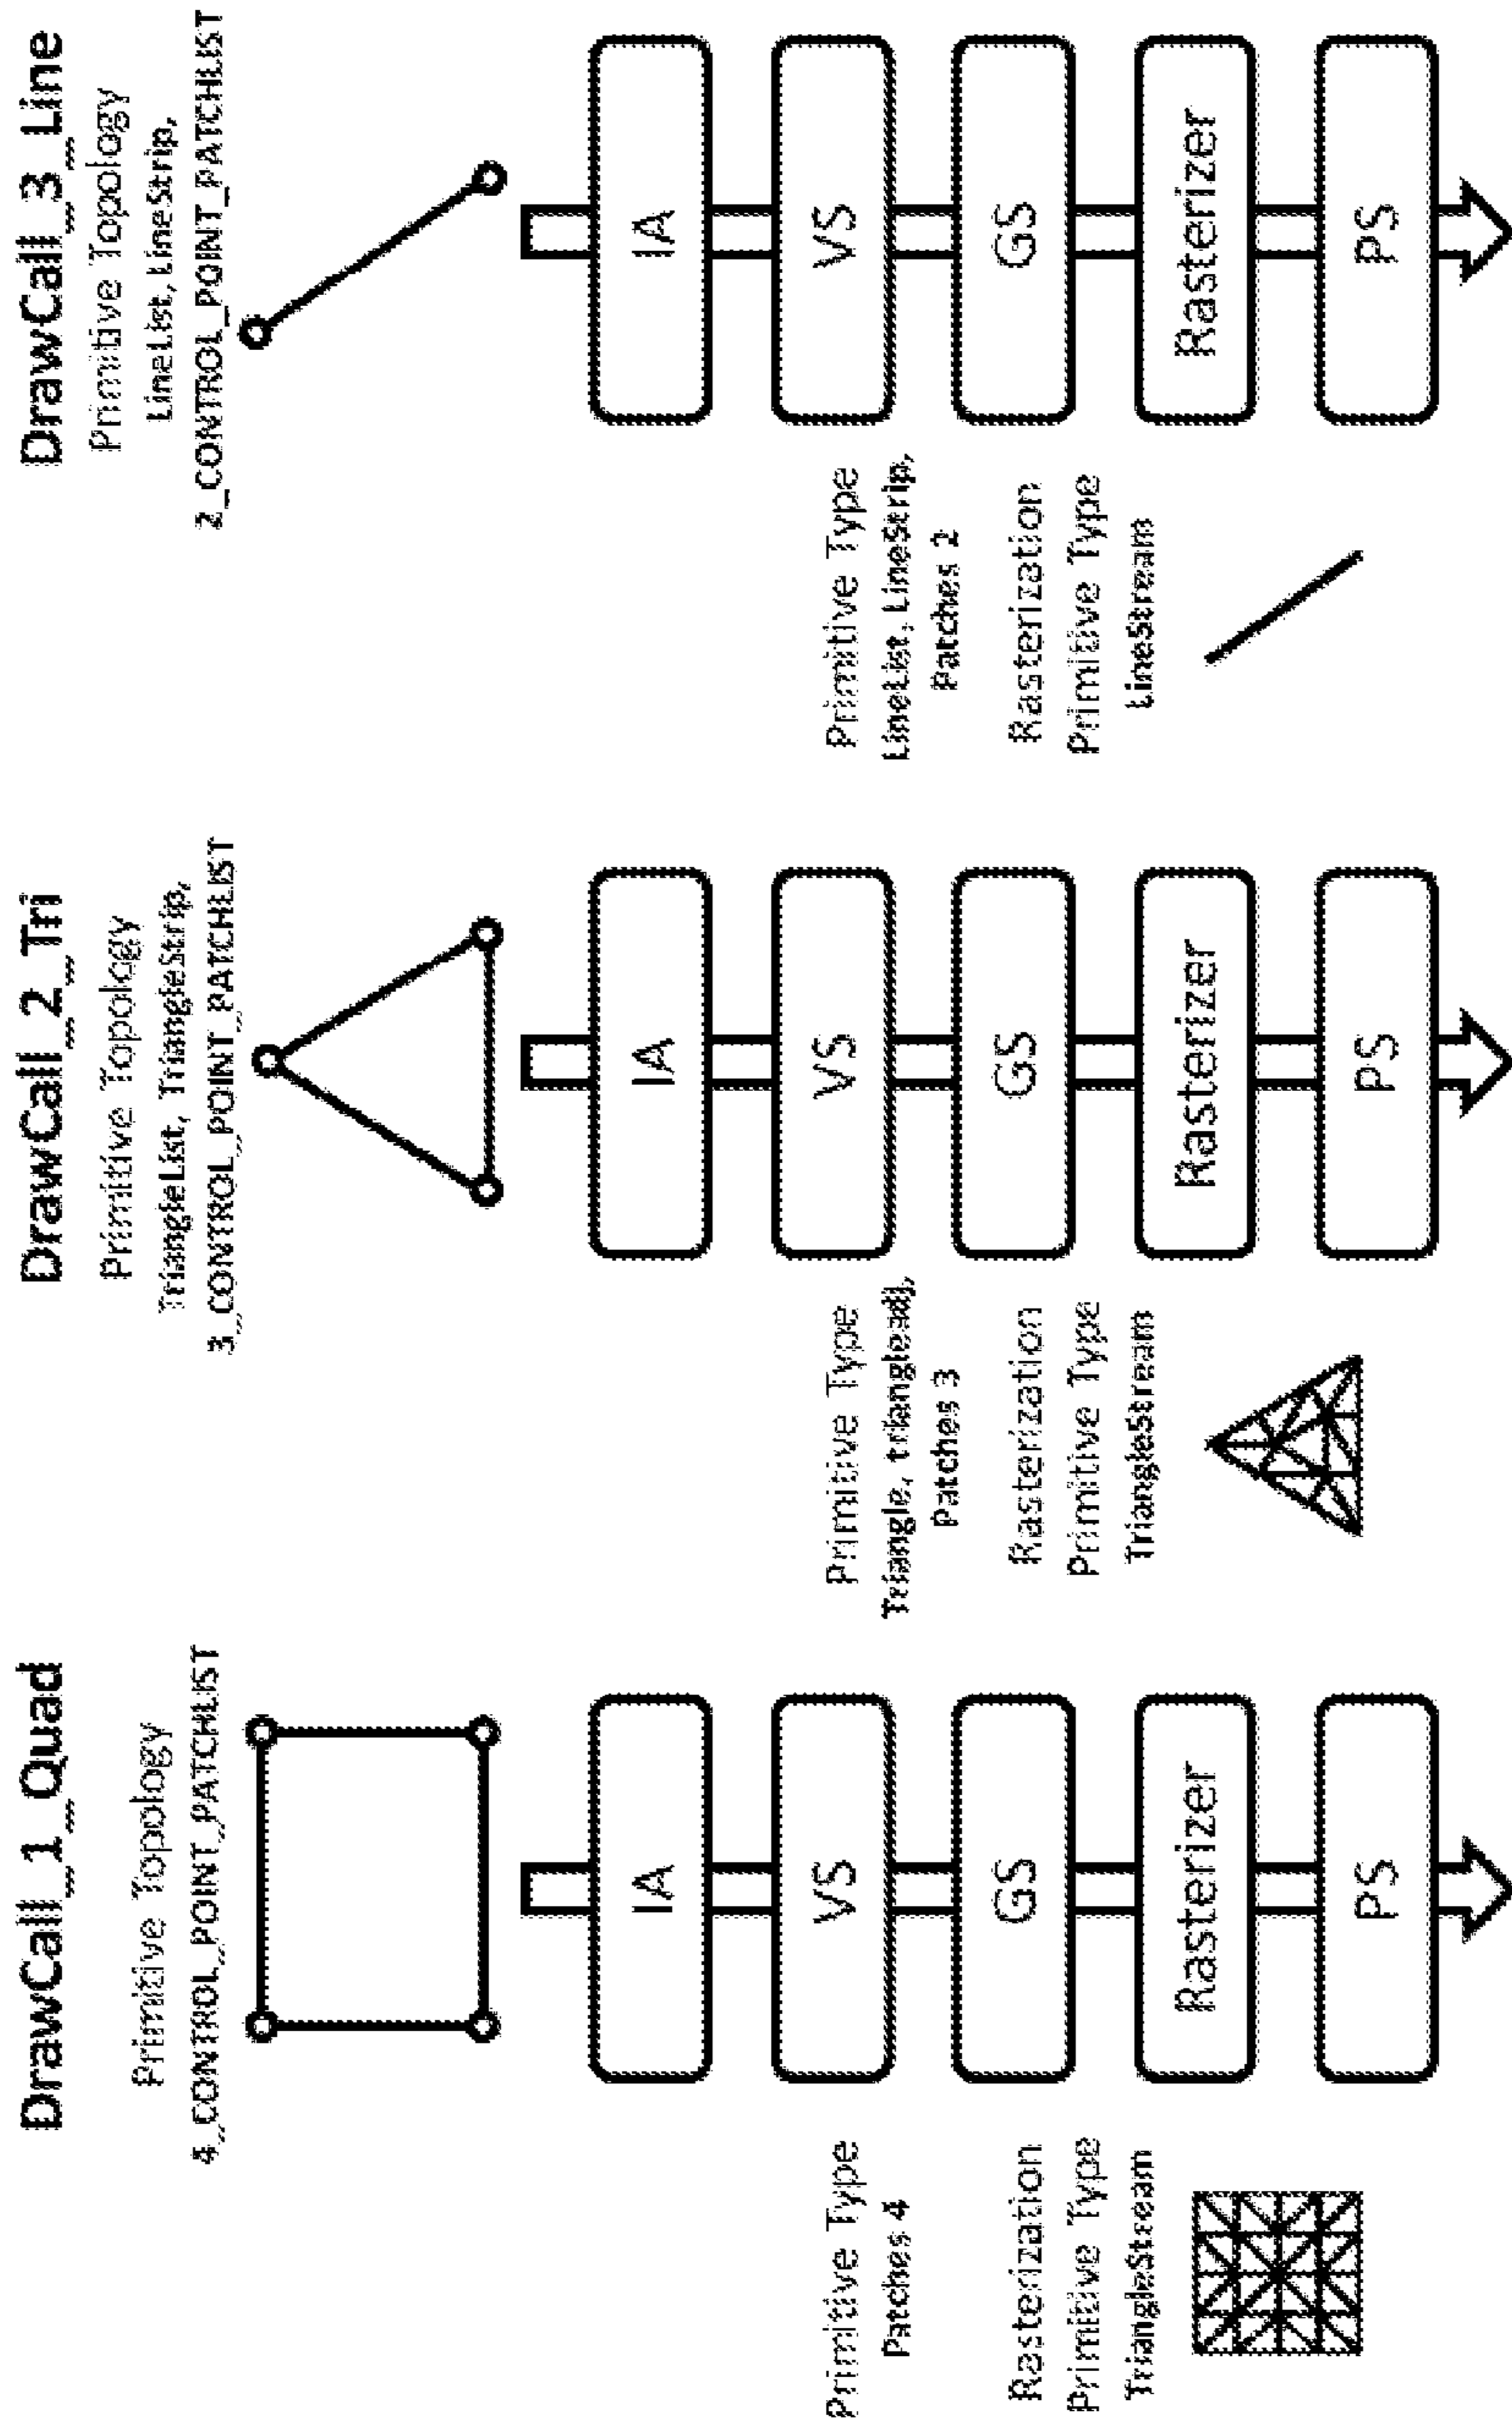 DrawCall_1_Quad
Primitive Topology
4_CONTROL_POINT_PATCHLIST
IA
VS
GS
Rasterizer
PS
Primitive Type
Patches 4
Rasterization
Primitive Type
TriangleStream
DrawCall_2_Tri
Primitive Topology
TriangleList, TriangleStrip,
3_CONTROL_POINT_PATCHLIST
IA
VS
GS
Rasterizer
PS
Primitive Type
Triangle, triangleadj,
Patches 3
Rasterization
Primitive Type
TriangleStream
DrawCall_3_Line
Primitive Topology
LineList, LineStrip,
2_CONTROL_POINT_PATCHLIST
IA
VS
GS
Rasterizer
PS
Primitive Type
LineList, LineStrip,
Patches 2
Rasterization
Primitive Type
LineStream